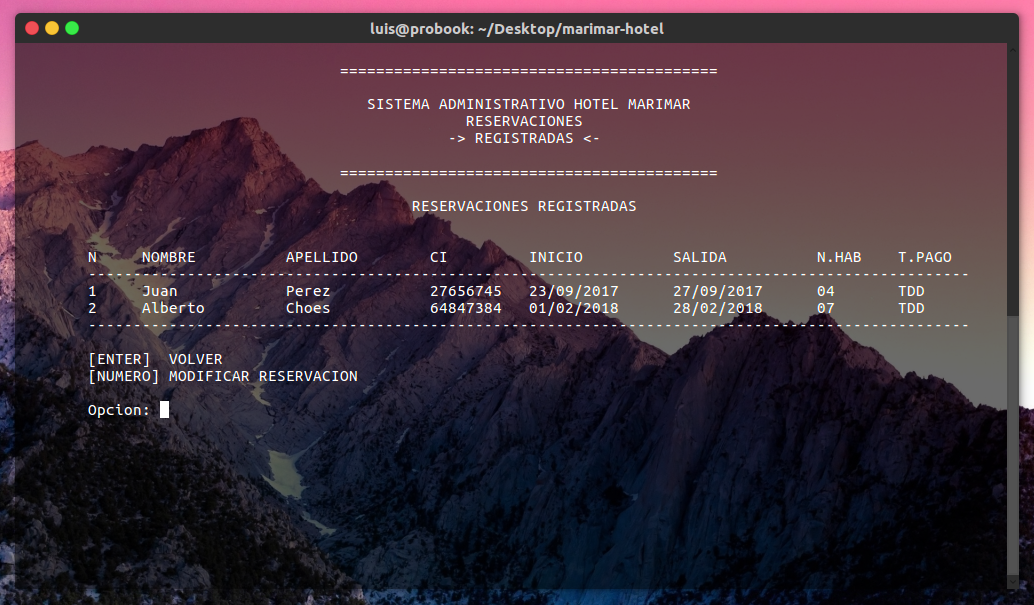 luis@probook: ~/Desktop/marimar-hotel
==========================================
SISTEMA ADMINISTRATIVO HOTEL MARIMAR
RESERVACIONES
-> REGISTRADAS <-
==========================================
RESERVACIONES REGISTRADAS
N NOMBRE APELLIDO CI INICIO SALIDA N.HAB T.PAGO
--------------------------------------------------------------------------------------------------
1 Juan Perez 27656745 23/09/2017 27/09/2017 04 TDD
2 Alberto Choes 64847384 01/02/2018 28/02/2018 07 TDD
--------------------------------------------------------------------------------------------------
[ENTER] VOLVER
[NUMERO] MODIFICAR RESERVACION
Opcion: